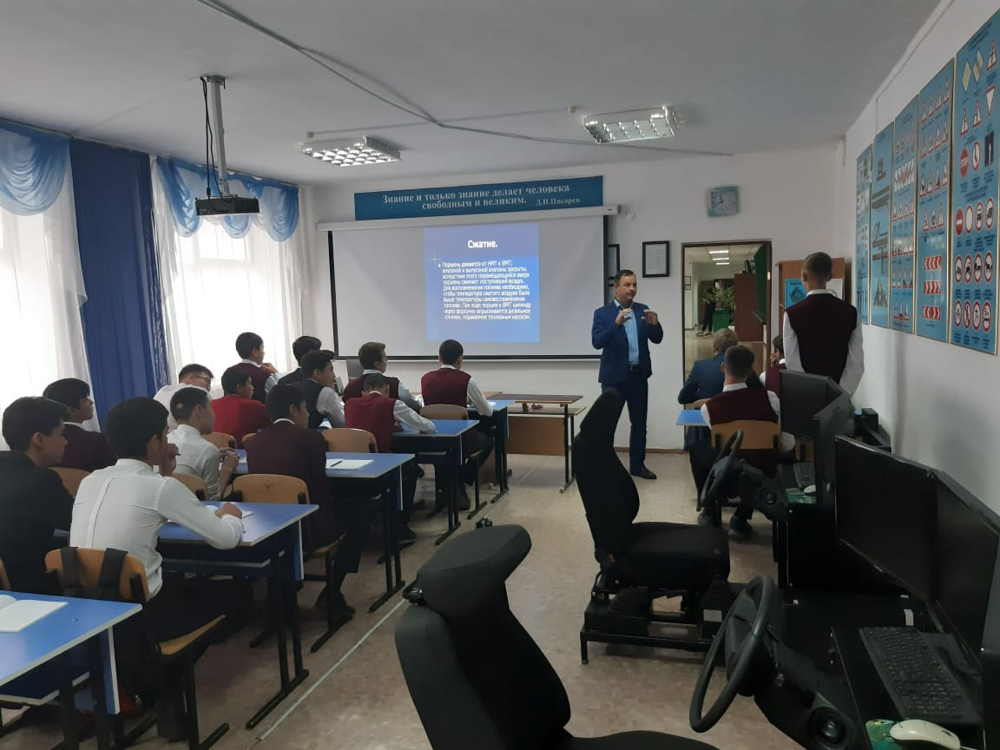 Знание и только знание делает человека
свободным и великим. Д.И.Писарев
Сжатие.
Поршень движется от НМТ к ВМТ;
впускной и выпускной клапаны закрыты,
вследствие этого перемещающийся вверх
поршень сжимает поступивший воздух.
Для воспламенения топлива необходимо,
чтобы температура сжатого воздуха была
выше температуры самовоспламенения
топлива. При ходе поршня к ВМТ цилиндр
через форсунку впрыскивается дизельное
топливо, подаваемое топливным насосом.
STOP